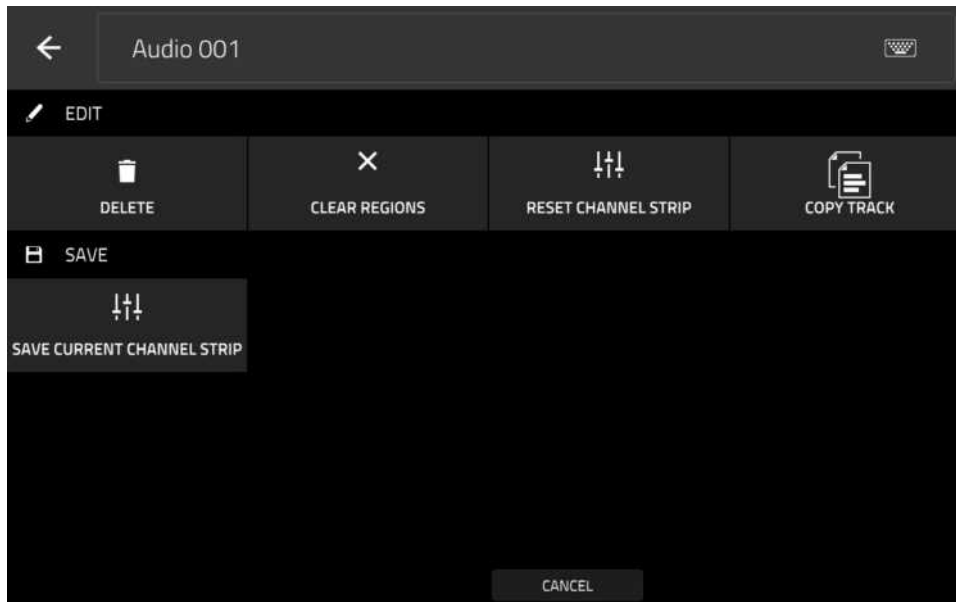 Audio 001
EDIT
DELETE CLEAR REGIONS RESET CHANNEL STRIP COPY TRACK
SAVE
SAVE CURRENT CHANNEL STRIP
CANCEL